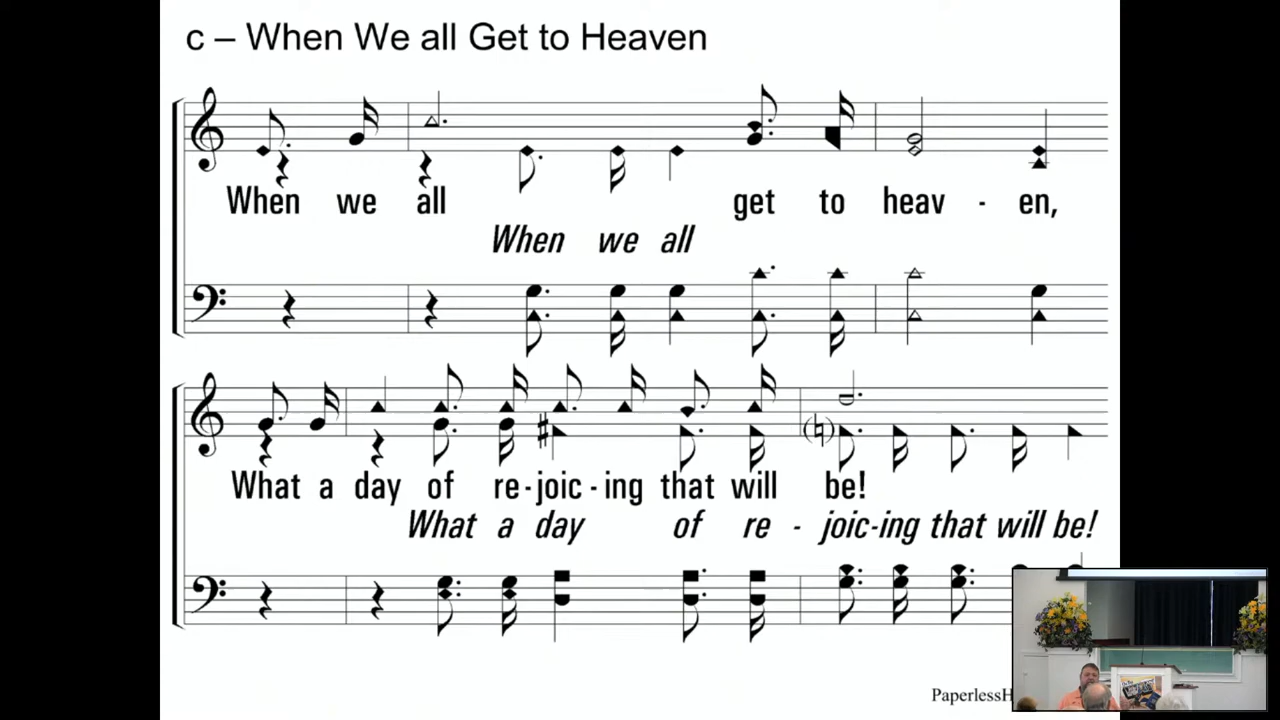 c – When We all Get to Heaven
When we all get to heav - en,
When we all
What a day of re - joic - ing that will be!
What a day of re - joic-ing that will be!
PaperlessH